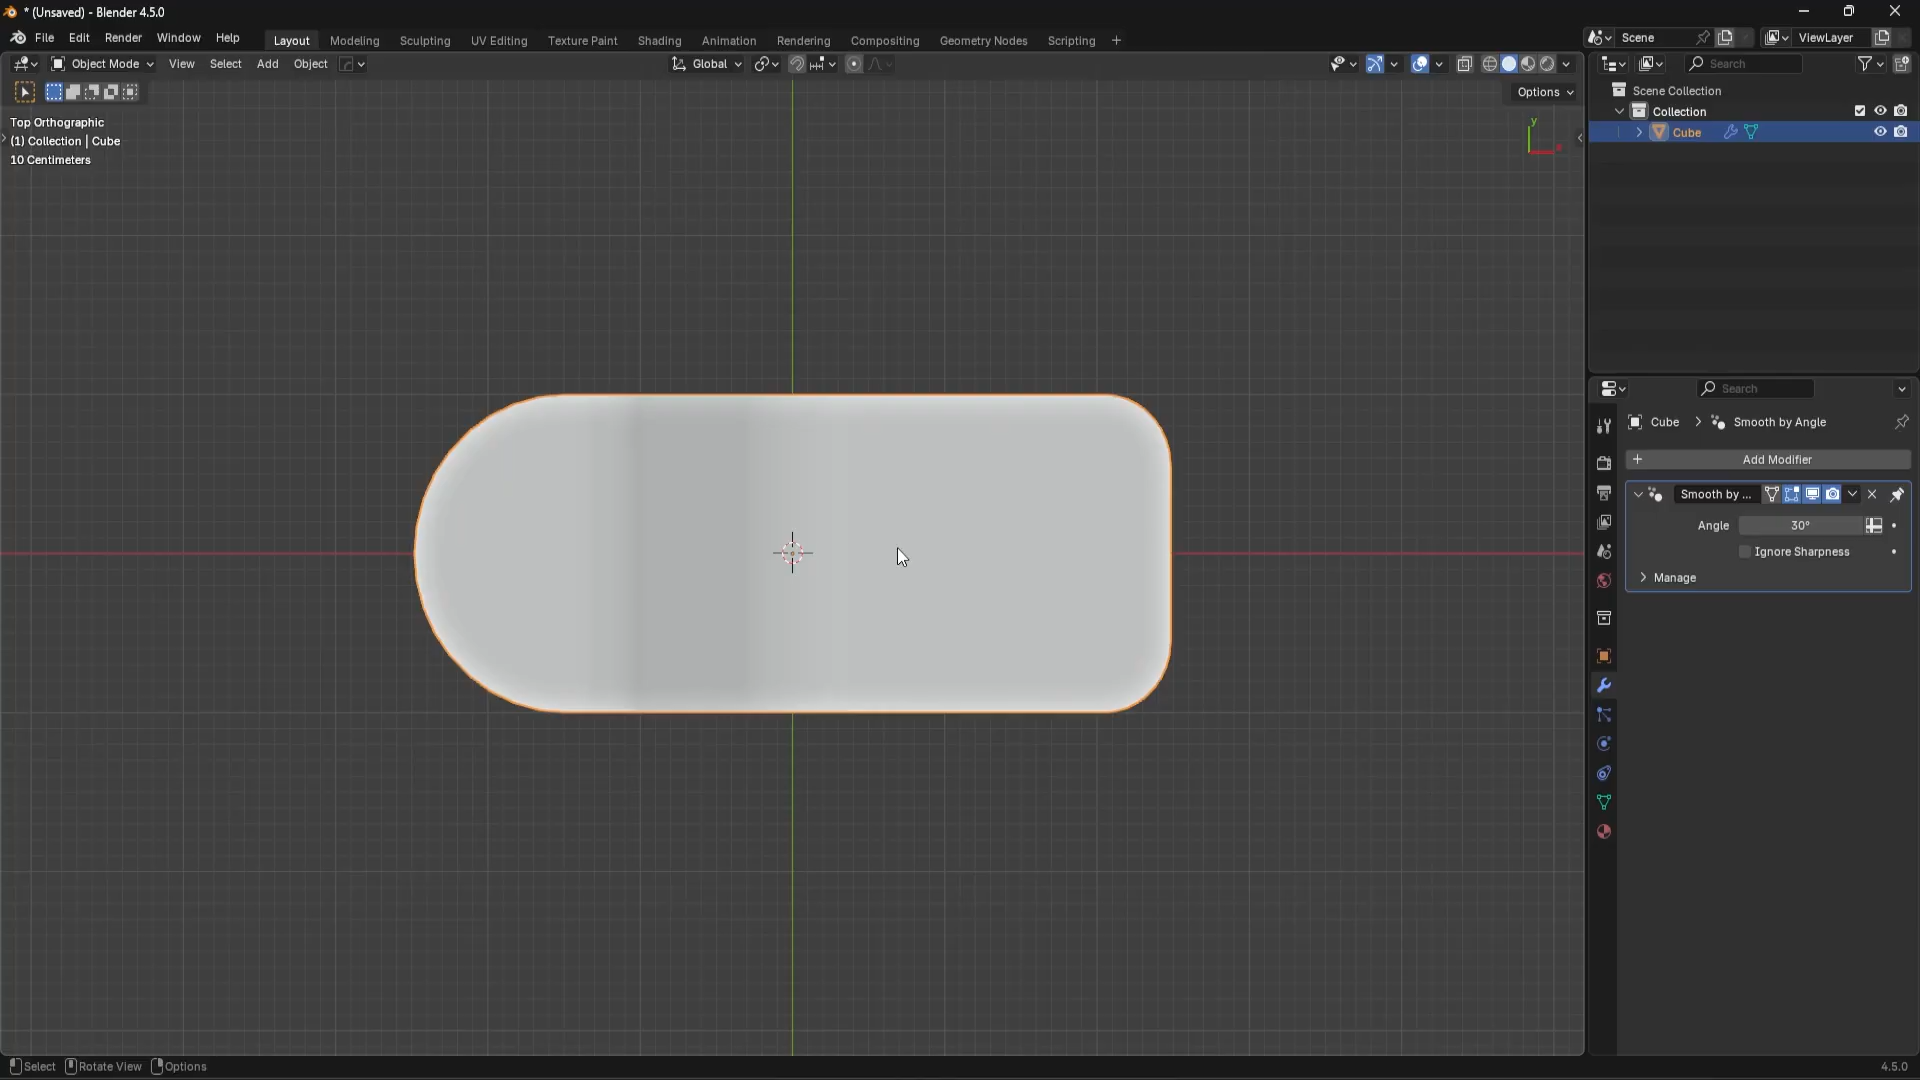 * (Unsaved) - Blender 4.5.0
File Edit Render Window Help Layout Modeling Sculpting UV Editing Texture Paint Shading Animation Rendering Compositing Geometry Nodes Scripting + Scene ViewLayer
Object Mode View Select Add Object Global Search
Options
Top Orthographic
(1) Collection | Cube
10 Centimeters
y
x
Scene Collection
Collection
Cube
Search
Cube > Smooth by Angle
+ Add Modifier
Smooth by ...
Angle 30°
Ignore Sharpness
Manage
Select Rotate View Options 4.5.0